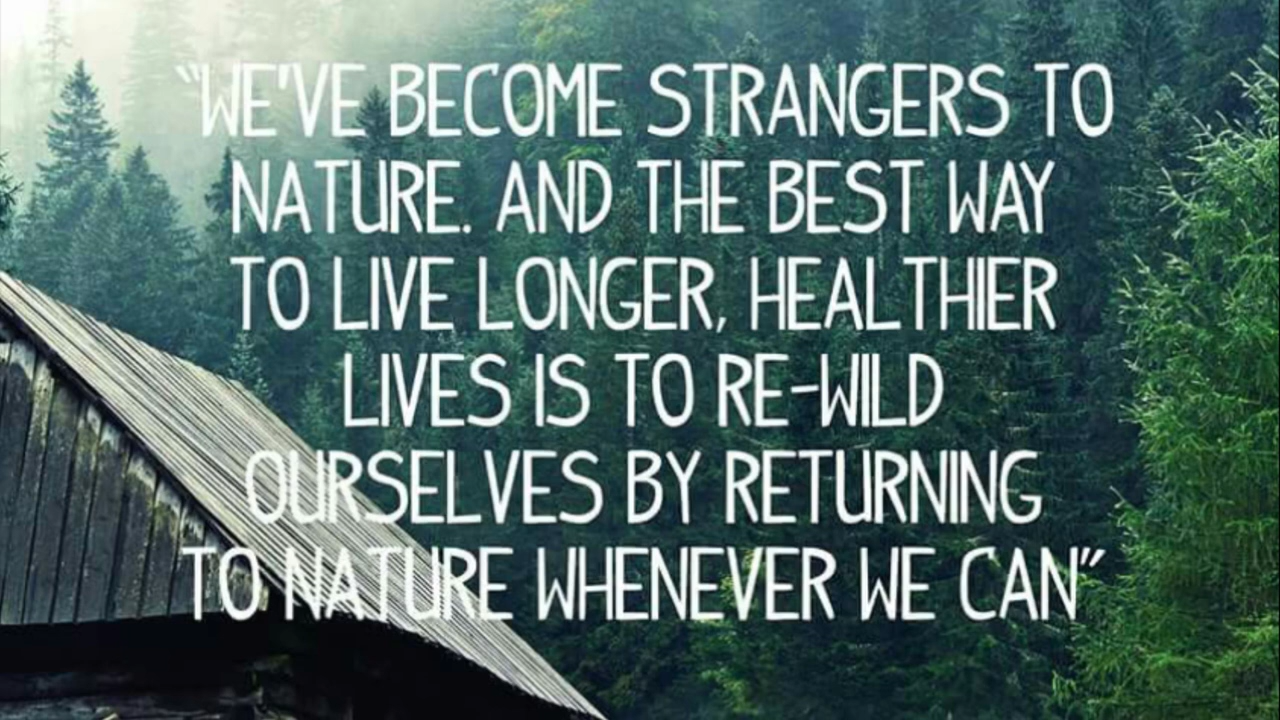 “WE'VE BECOME STRANGERS TO
NATURE. AND THE BEST WAY
TO LIVE LONGER, HEALTHIER
LIVES IS TO RE-WILD
OURSELVES BY RETURNING
TO NATURE WHENEVER WE CAN”